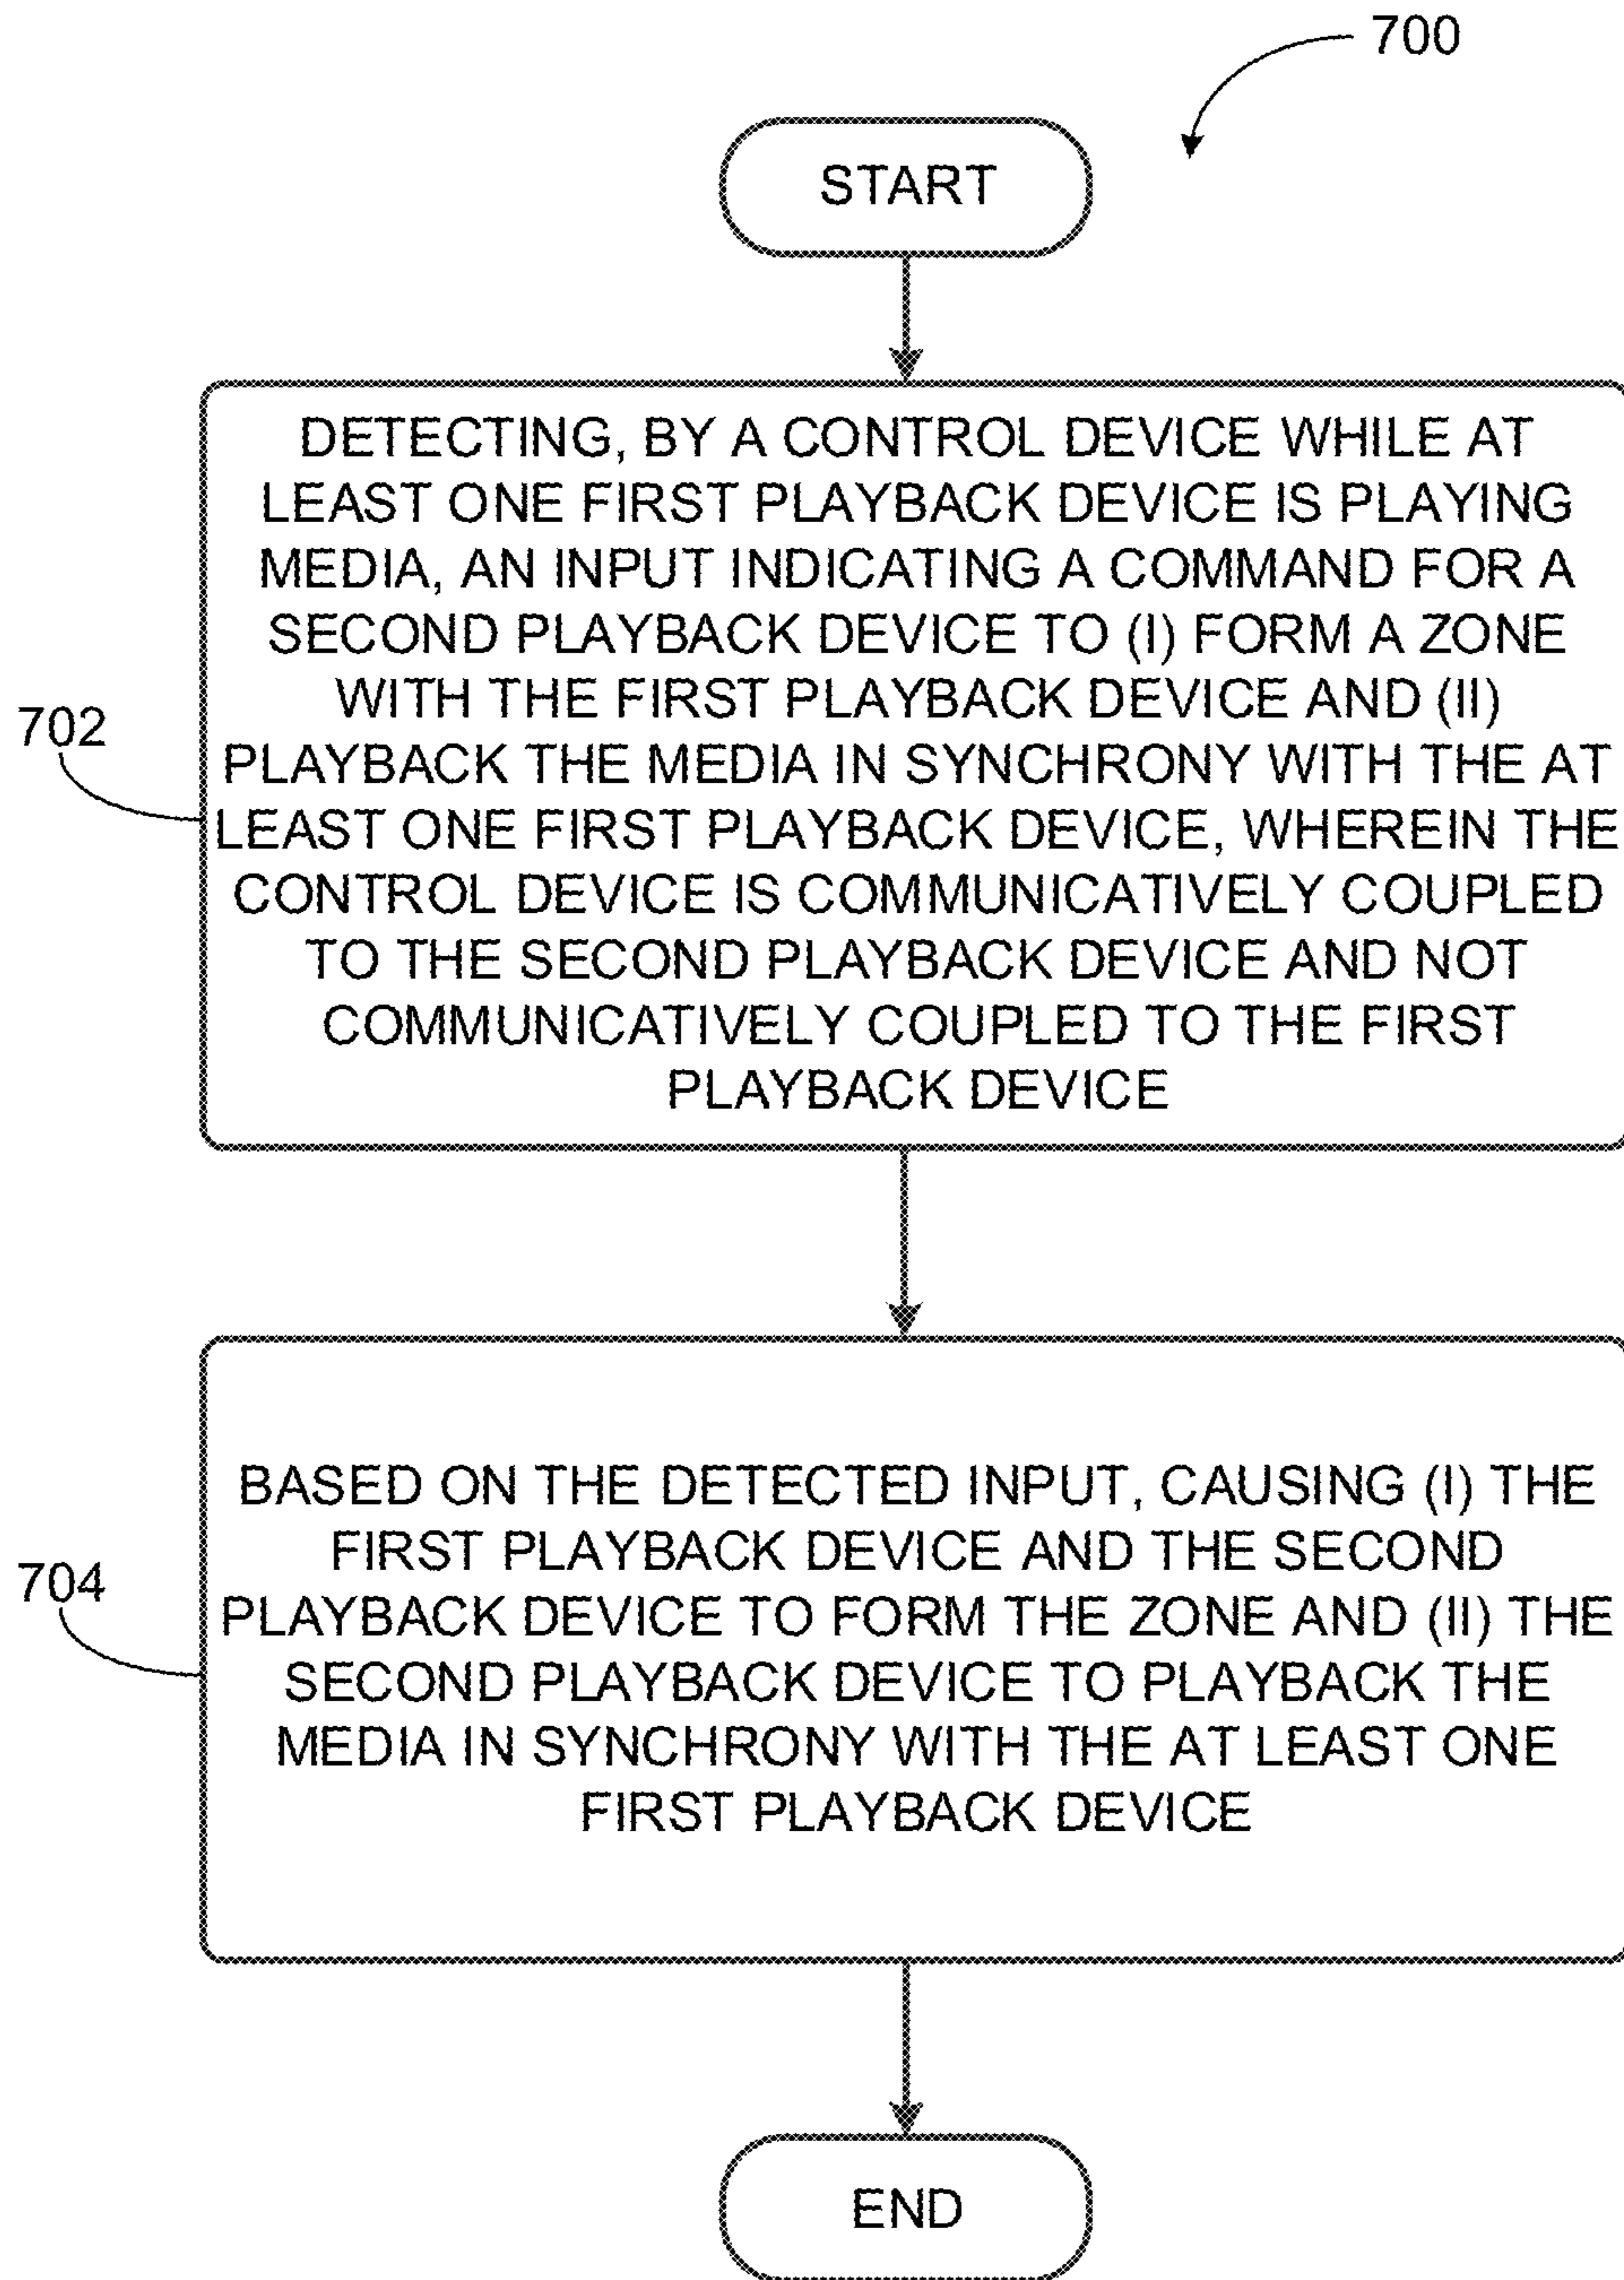 700
START
DETECTING, BY A CONTROL DEVICE WHILE AT
LEAST ONE FIRST PLAYBACK DEVICE IS PLAYING
MEDIA, AN INPUT INDICATING A COMMAND FOR A
SECOND PLAYBACK DEVICE TO (I) FORM A ZONE
WITH THE FIRST PLAYBACK DEVICE AND (II)
PLAYBACK THE MEDIA IN SYNCHRONY WITH THE AT
LEAST ONE FIRST PLAYBACK DEVICE, WHEREIN THE
CONTROL DEVICE IS COMMUNICATIVELY COUPLED
TO THE SECOND PLAYBACK DEVICE AND NOT
COMMUNICATIVELY COUPLED TO THE FIRST
PLAYBACK DEVICE
702
BASED ON THE DETECTED INPUT, CAUSING (I) THE
FIRST PLAYBACK DEVICE AND THE SECOND
PLAYBACK DEVICE TO FORM THE ZONE AND (II) THE
SECOND PLAYBACK DEVICE TO PLAYBACK THE
MEDIA IN SYNCHRONY WITH THE AT LEAST ONE
FIRST PLAYBACK DEVICE
704
END